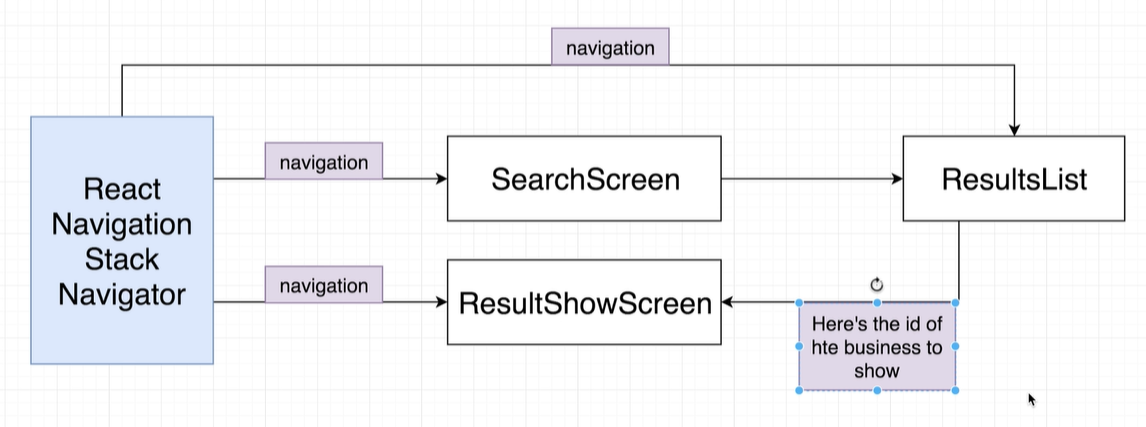 navigation
navigation
SearchScreen
ResultsList
React
Navigation
Stack
Navigator
navigation
ResultShowScreen
Here's the id of
hte business to
show